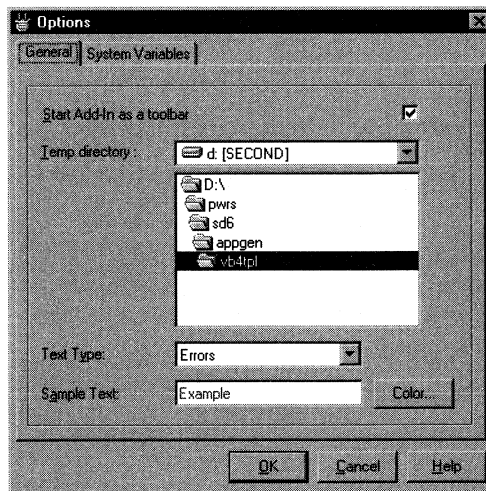 Options
General
System Variables
Start Add-In as a toolbar
Temp directory :
d: [SECOND]
D:\
pwrs
sd6
appgen
vb4tpl
Text Type:
Errors
Sample Text:
Example
Color...
OK
Cancel
Help